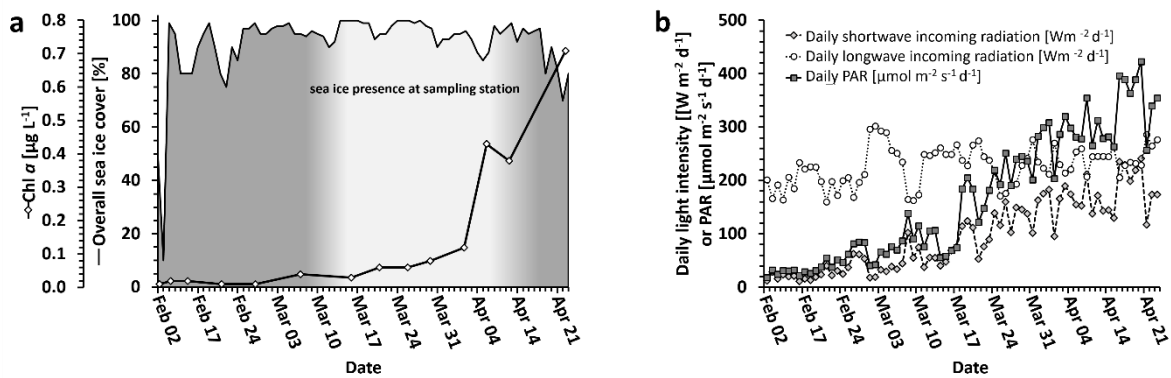 a
Chl a [µg L⁻¹]
0.8
0.7
0.6
0.5
0.4
0.3
0.2
0.1
0.0
Overall sea ice cover [%]
100
80
60
40
20
0
sea ice presence at sampling station
Feb 02
Feb 17
Feb 24
Mar 03
Mar 10
Mar 17
Mar 24
Mar 31
Apr 04
Apr 14
Apr 21
Date
b
Daily light intensity [[W m⁻² d⁻¹]
or PAR [µmol m⁻² s⁻¹ d⁻¹]
500
400
300
200
100
0
Daily shortwave incoming radiation [Wm ⁻² d⁻¹]
Daily longwave incoming radiation [Wm ⁻² d⁻¹]
Daily PAR [µmol m⁻² s⁻¹ d⁻¹]
Feb 02
Feb 17
Feb 24
Mar 03
Mar 10
Mar 17
Mar 24
Mar 31
Apr 04
Apr 14
Apr 21
Date